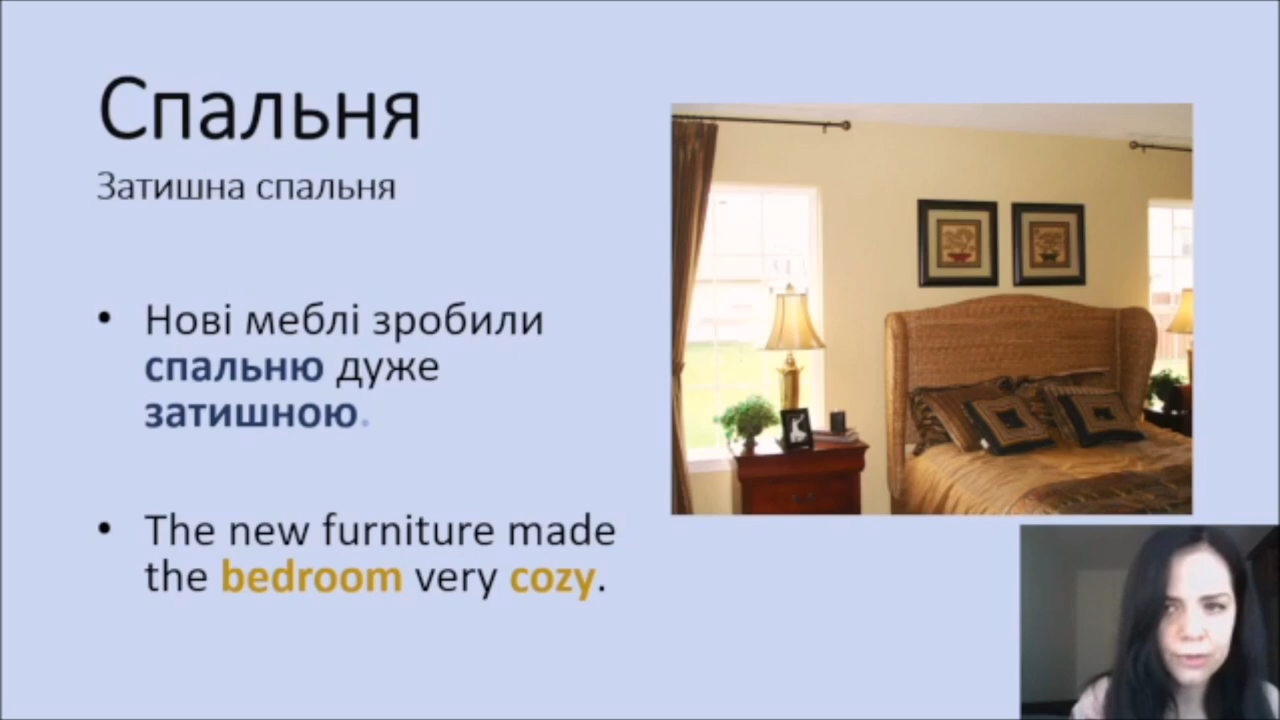 Спальня
Затишна спальня
• Нові меблі зробили
спальню дуже
затишною.
• The new furniture made
the bedroom very cozy.